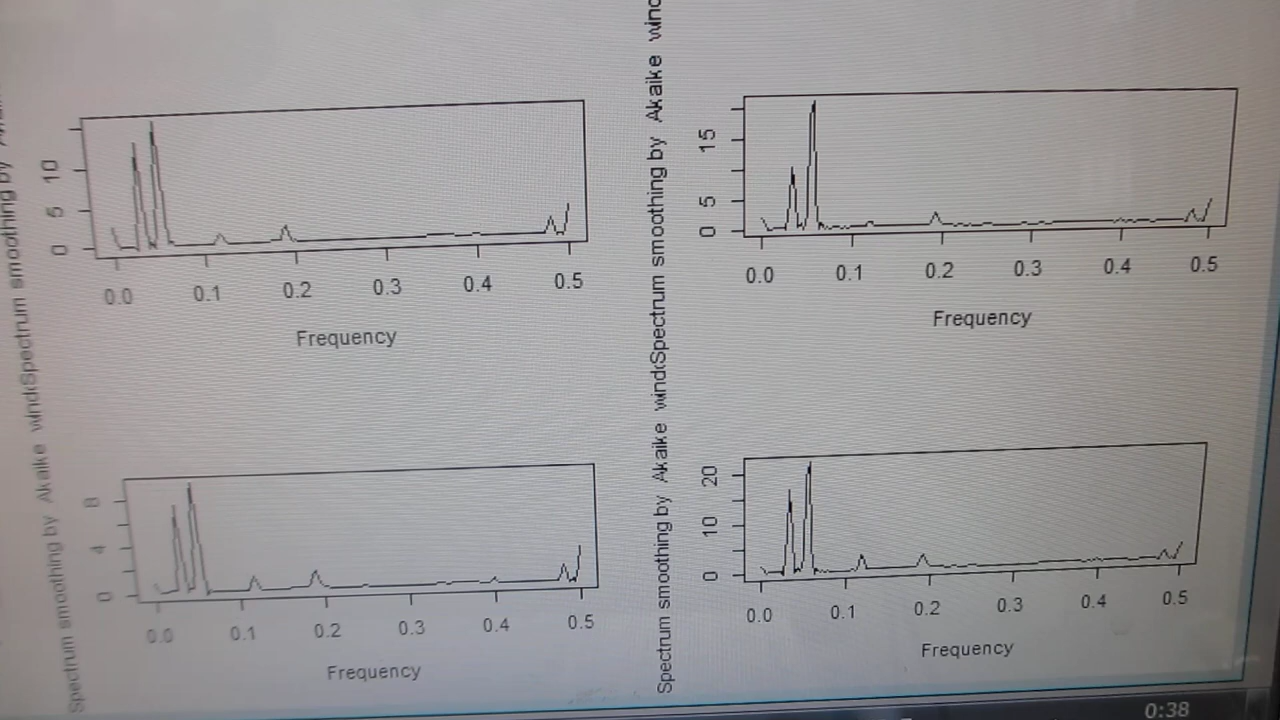 Spectrum smoothing by Akaike wind
0 5 10
0.0 0.1 0.2 0.3 0.4 0.5
Frequency
Spectrum smoothing by Akaike wind
0 5 15
0.0 0.1 0.2 0.3 0.4 0.5
Frequency
Spectrum smoothing by Akaike wind
0 4 8
0.0 0.1 0.2 0.3 0.4 0.5
Frequency
Spectrum smoothing by Akaike wind
0 10 20
0.0 0.1 0.2 0.3 0.4 0.5
Frequency
0:38